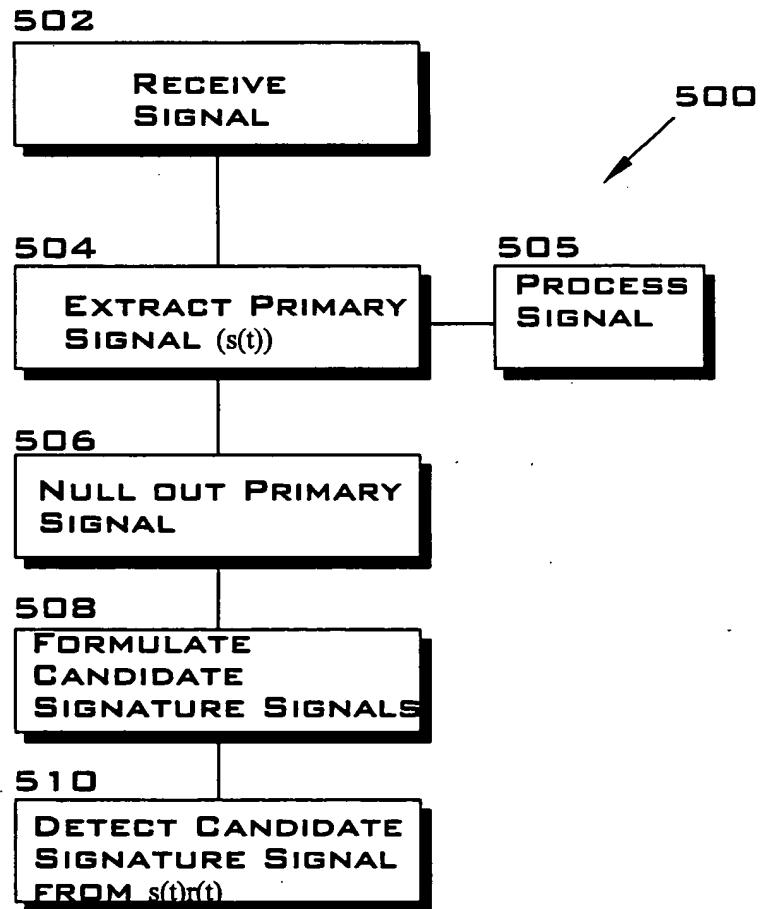 502
RECEIVE
SIGNAL
500
504
EXTRACT PRIMARY
SIGNAL (s(t))
505
PROCESS
SIGNAL
506
NULL OUT PRIMARY
SIGNAL
508
FORMULATE
CANDIDATE
SIGNATURE SIGNALS
510
DETECT CANDIDATE
SIGNATURE SIGNAL
FROM s(t)r(t)